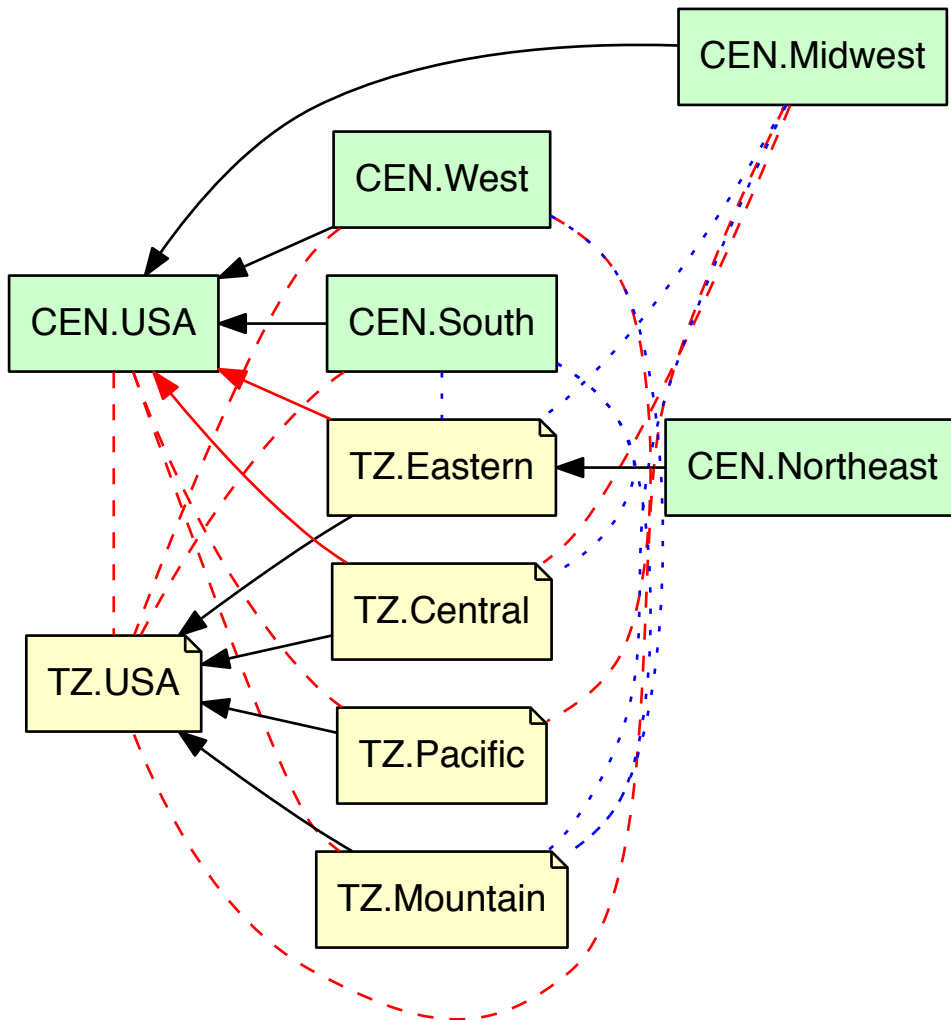 CEN.Midwest
CEN.West
CEN.USA
CEN.South
TZ.Eastern
CEN.Northeast
TZ.Central
TZ.USA
TZ.Pacific
TZ.Mountain